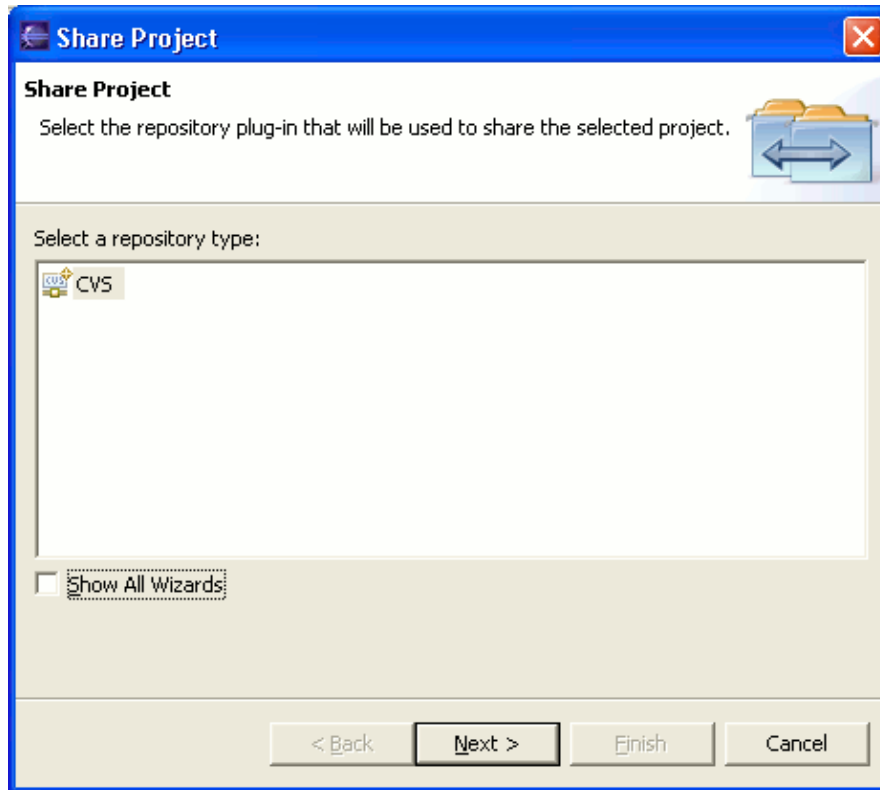 Share Project
Share Project
Select the repository plug-in that will be used to share the selected project.
Select a repository type:
CVS
Show All Wizards
< Back Next > Finish Cancel